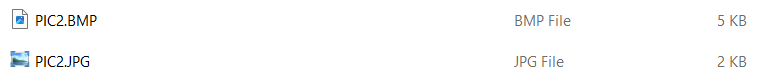 PIC2.BMP BMP File 5 KB
PIC2.JPG JPG File 2 KB